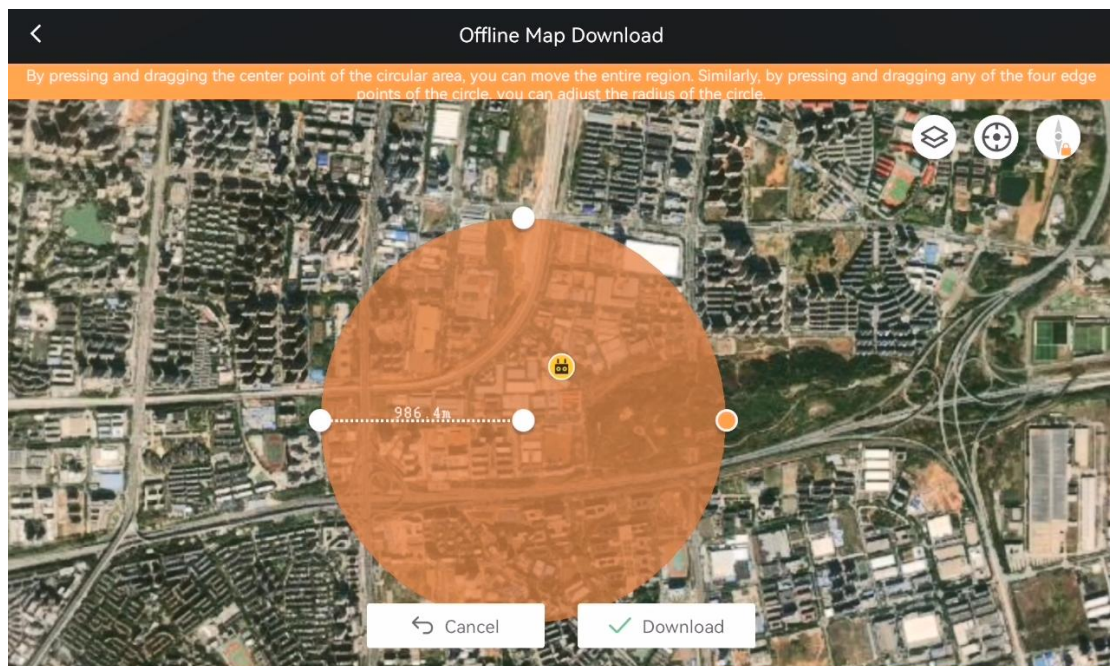 Offline Map Download
By pressing and dragging the center point of the circular area, you can move the entire region. Similarly, by pressing and dragging any of the four edge
points of the circle, you can adjust the radius of the circle.
986.4m
Cancel
Download